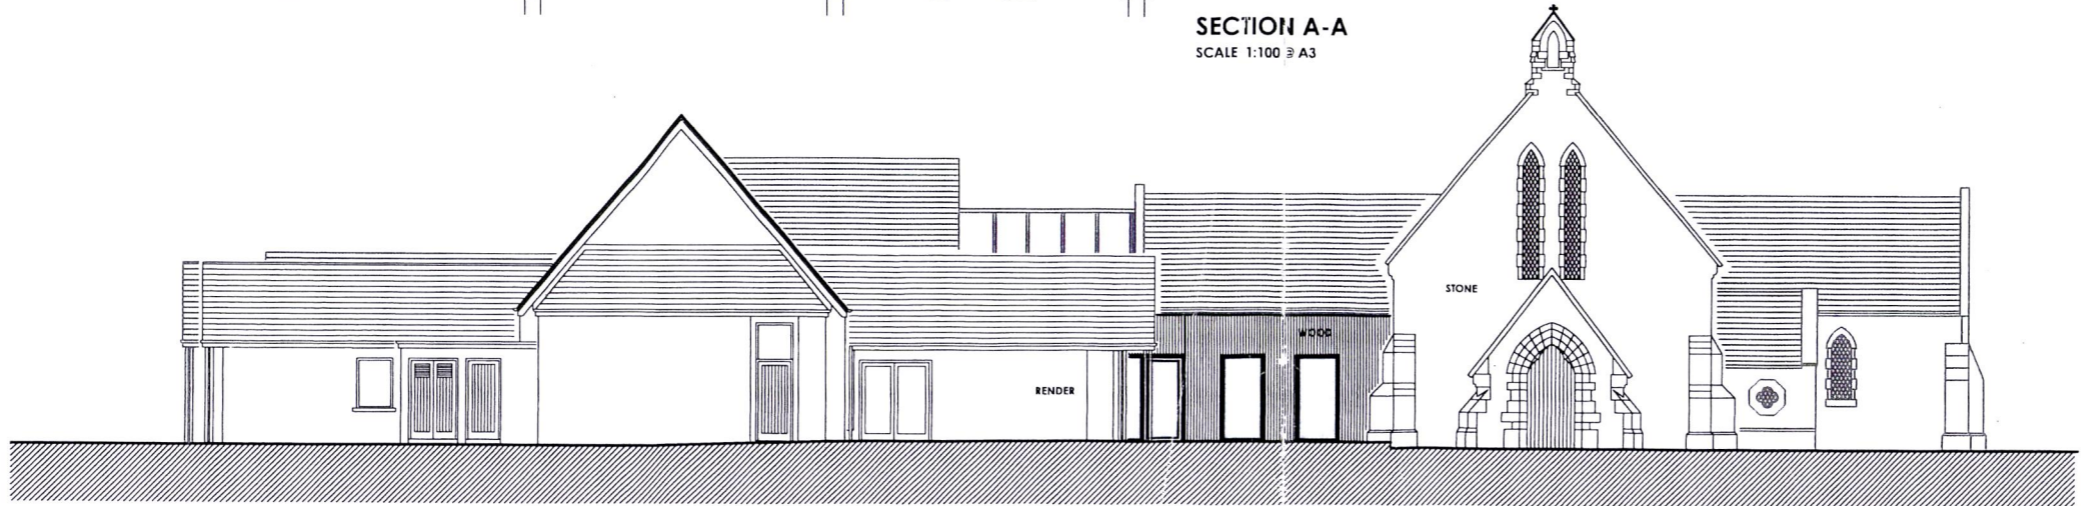 SECTION A-A
SCALE 1:100 @ A3
STONE
WOOD
RENDER